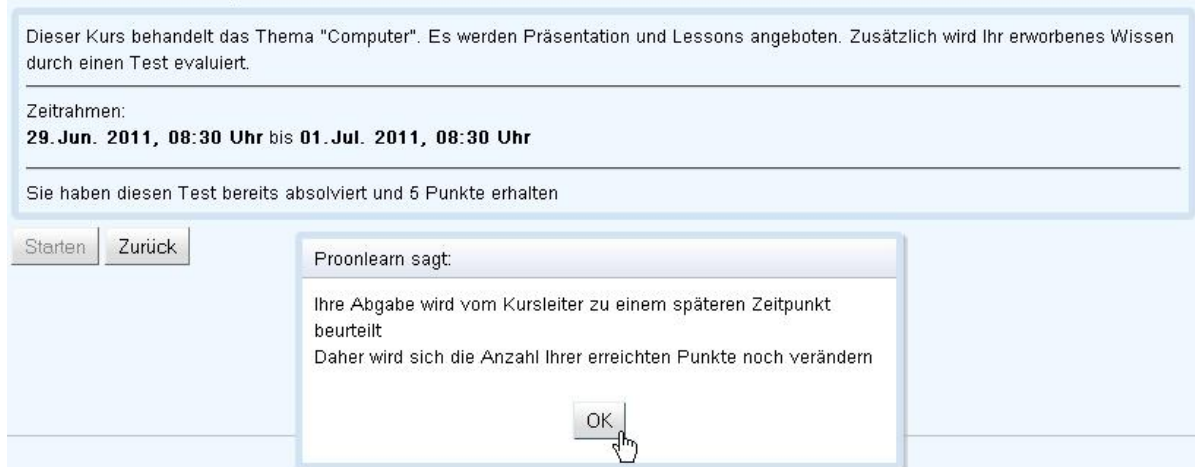 Dieser Kurs behandelt das Thema "Computer". Es werden Präsentation und Lessons angeboten. Zusätzlich wird Ihr erworbenes Wissen
durch einen Test evaluiert.
Zeitrahmen:
29.Jun. 2011, 08:30 Uhr bis 01.Jul. 2011, 08:30 Uhr
Sie haben diesen Test bereits absolviert und 5 Punkte erhalten
Starten Zurück
Proonlearn sagt:
Ihre Abgabe wird vom Kursleiter zu einem späteren Zeitpunkt
beurteilt
Daher wird sich die Anzahl Ihrer erreichten Punkte noch verändern
OK